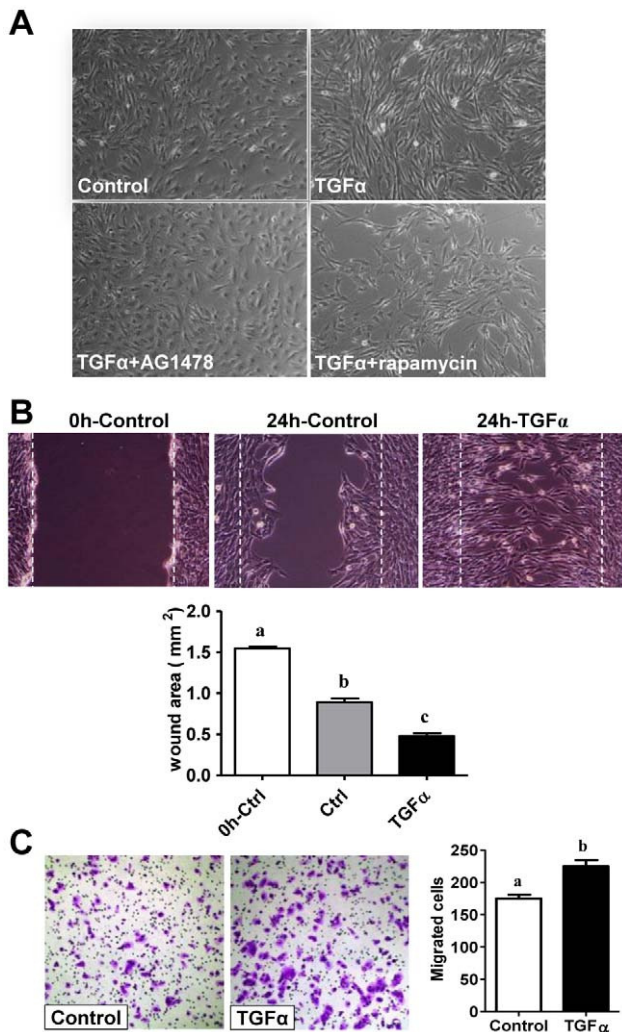 A
Control
TGFα
TGFα+AG1478
TGFα+rapamycin
B
0h-Control
24h-Control
24h-TGFα
wound area ( mm ²)
2.0
1.5
1.0
0.5
0.0
a
b
c
0h-Ctrl
Ctrl
TGFα
C
Control
TGFα
Migrated cells
250
200
150
100
50
0
a
b
Control
TGFα